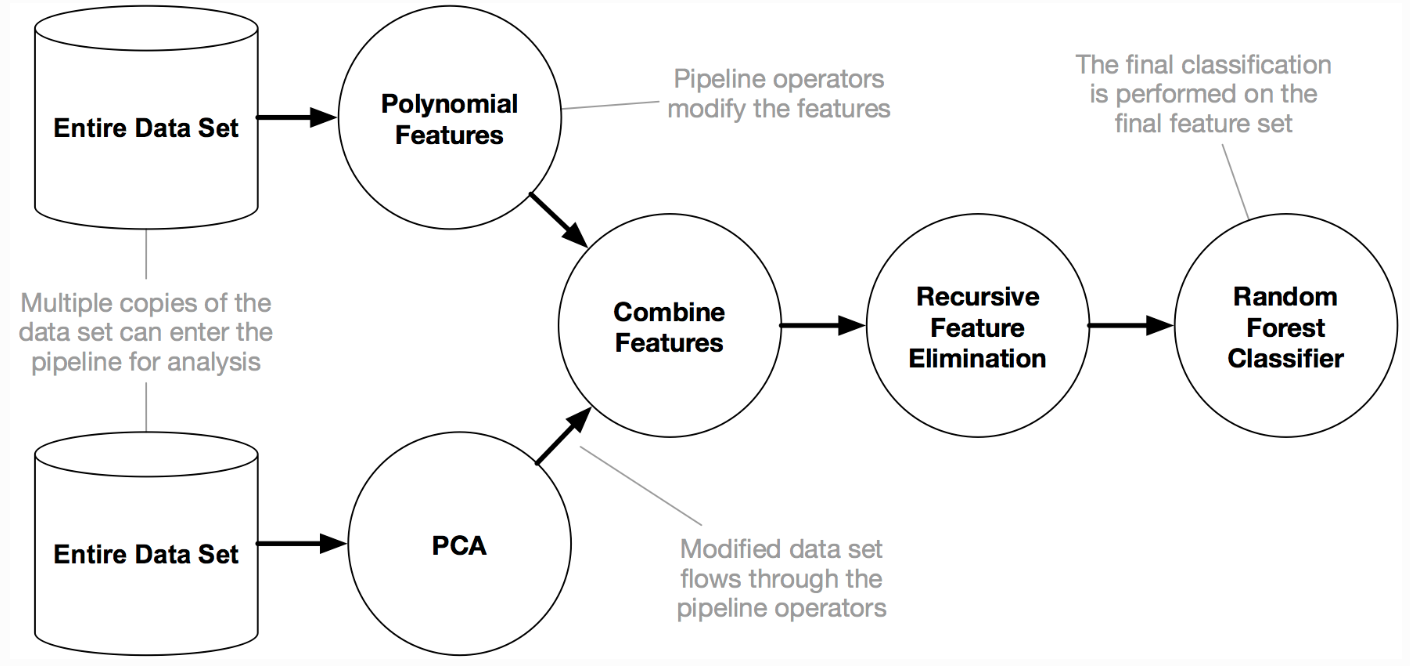 Entire Data Set
Polynomial
Features
Pipeline operators
modify the features
The final classification
is performed on the
final feature set
Multiple copies of the
data set can enter the
pipeline for analysis
Combine
Features
Recursive
Feature
Elimination
Random
Forest
Classifier
Entire Data Set
PCA
Modified data set
flows through the
pipeline operators